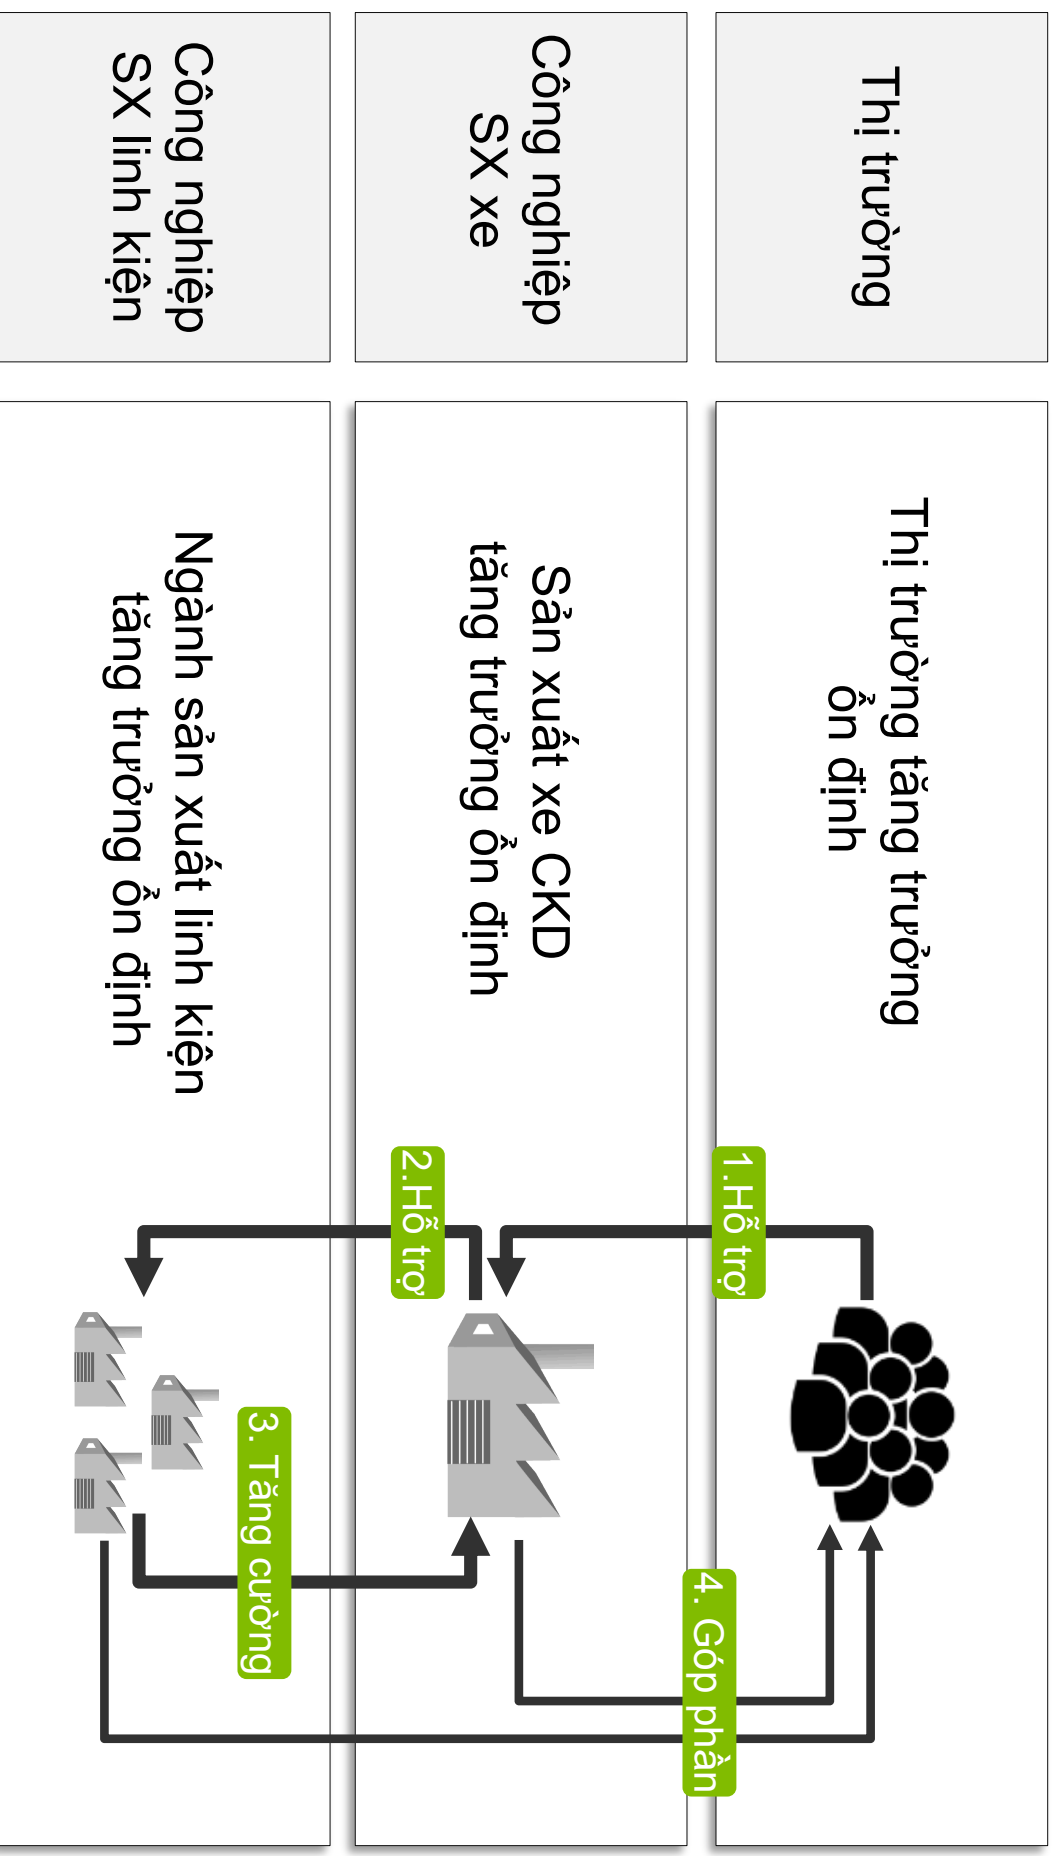 Thị trường
Thị trường tăng trưởng
ổn định
1.Hỗ trợ
Công nghiệp
SX xe
Sản xuất xe CKD
tăng trưởng ổn định
2.Hỗ trợ
4. Góp phần
Công nghiệp
SX linh kiện
Ngành sản xuất linh kiện
tăng trưởng ổn định
3. Tăng cường